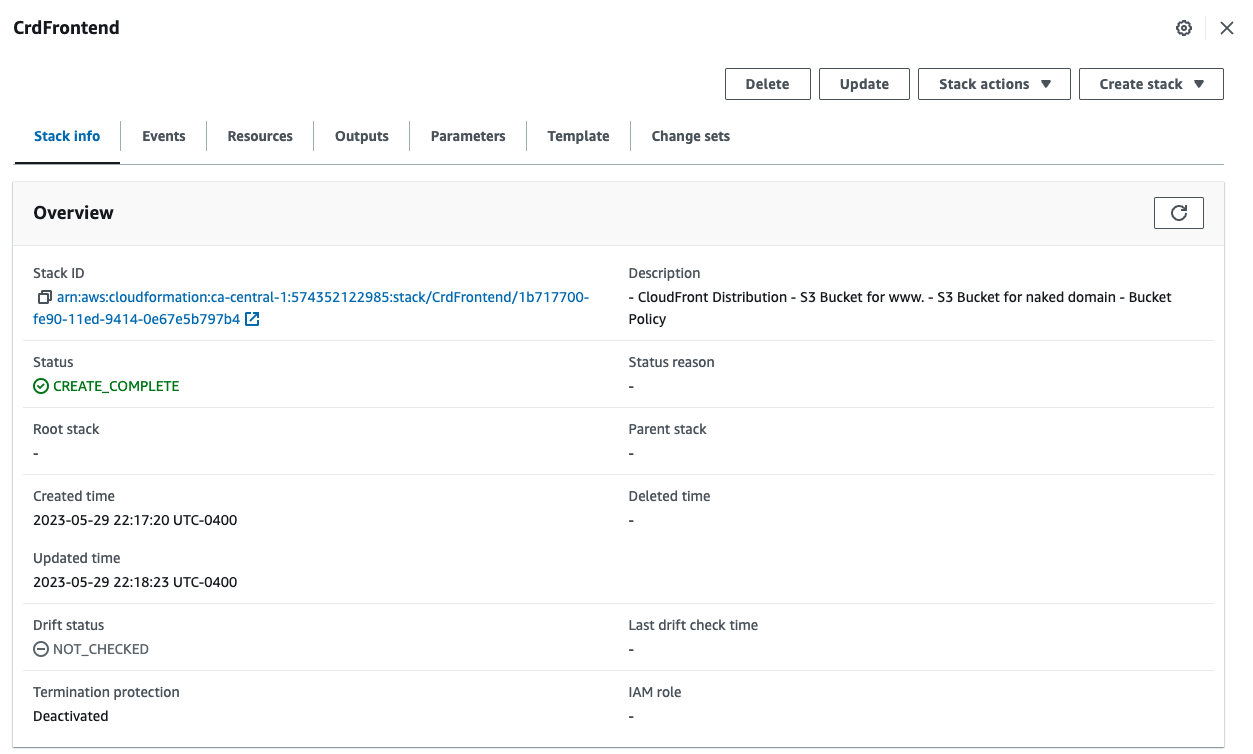 CrdFrontend
Delete
Update
Stack actions
Create stack
Stack info
Events
Resources
Outputs
Parameters
Template
Change sets
Overview
Stack ID
arn:aws:cloudformation:ca-central-1:574352122985:stack/CrdFrontend/1b717700-
fe90-11ed-9414-0e67e5b797b4
Description
- CloudFront Distribution - S3 Bucket for www. - S3 Bucket for naked domain - Bucket
Policy
Status
CREATE_COMPLETE
Status reason
-
Root stack
-
Parent stack
-
Created time
2023-05-29 22:17:20 UTC-0400
Deleted time
-
Updated time
2023-05-29 22:18:23 UTC-0400
Drift status
NOT_CHECKED
Last drift check time
-
Termination protection
Deactivated
IAM role
-